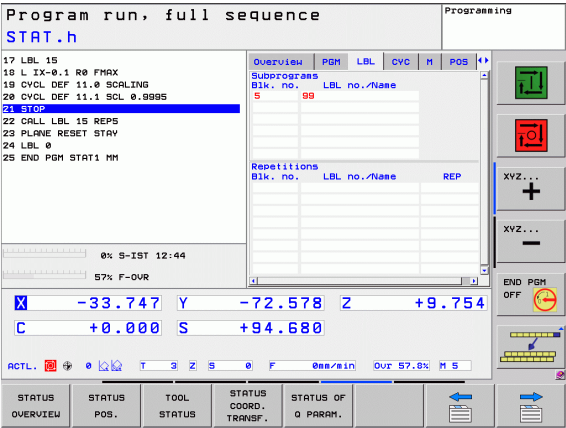 Program run, full sequence
Programming
STAT.h
17 LBL 15
18 L IX-0.1 R0 FMAX
19 CYCL DEF 11.0 SCALING
20 CYCL DEF 11.1 SCL 0.9995
21 STOP
22 CALL LBL 15 REP5
23 PLANE RESET STAY
24 LBL 0
25 END PGM STAT1 MM
Overview PGM LBL CYC M POS
Subprograms
Blk. no. LBL no./Name
5 99
Repetitions
Blk. no. LBL no./Name REP
XYZ...
+
XYZ...
−
END PGM
OFF
0% S-IST 12:44
57% F-OVR
X -33.747 Y -72.578 Z +9.754
C +0.000 S +94.680
ACTL. 0 T 3 Z S 0 F 0mm/min Ovr 57.8% M 5
STATUS
OVERVIEW
STATUS
POS.
TOOL
STATUS
STATUS
COORD.
TRANSF.
STATUS OF
Q PARAM.